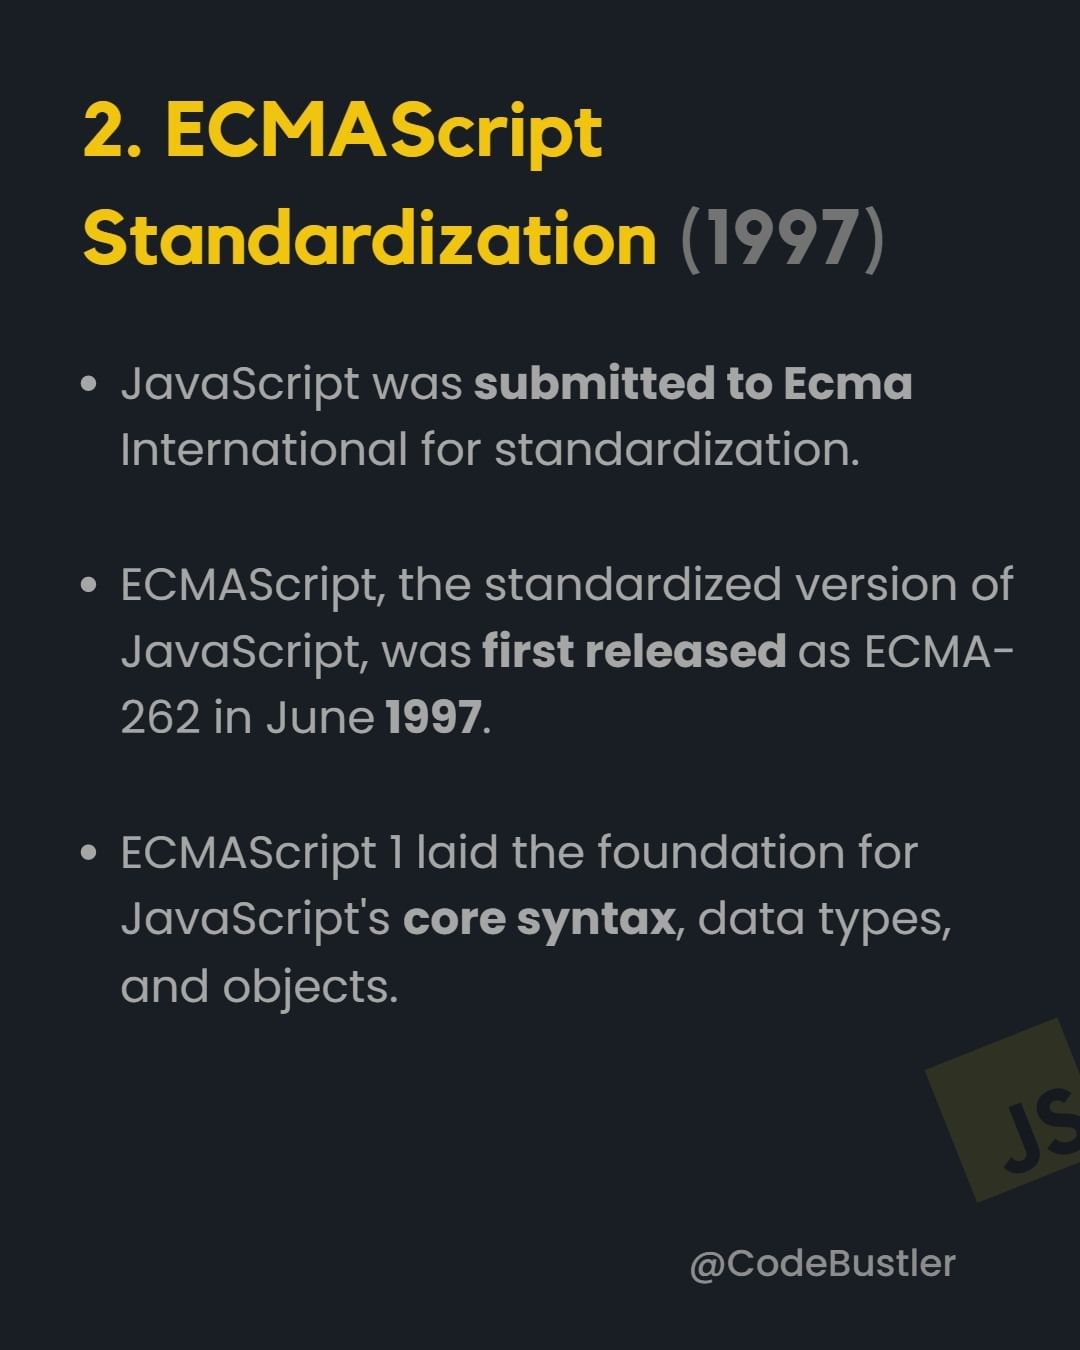 2. ECMAScript
Standardization (1997)
• JavaScript was submitted to Ecma
International for standardization.
• ECMAScript, the standardized version of
JavaScript, was first released as ECMA-
262 in June 1997.
• ECMAScript 1 laid the foundation for
JavaScript's core syntax, data types,
and objects.
JS
@CodeBustler